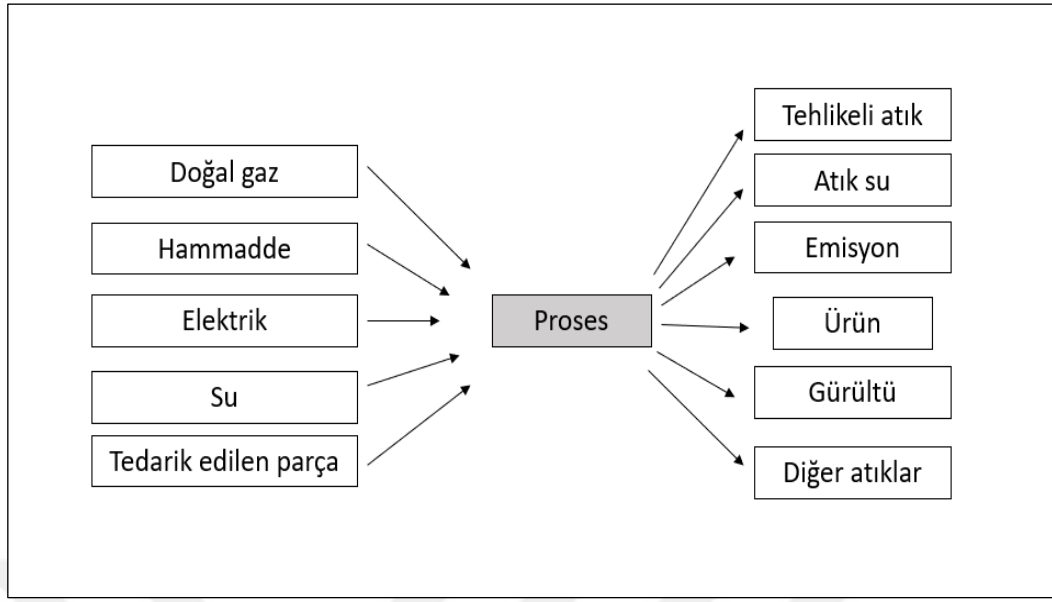 Doğal gaz
Hammadde
Elektrik
Su
Tedarik edilen parça
Proses
Tehlikeli atık
Atık su
Emisyon
Ürün
Gürültü
Diğer atıklar